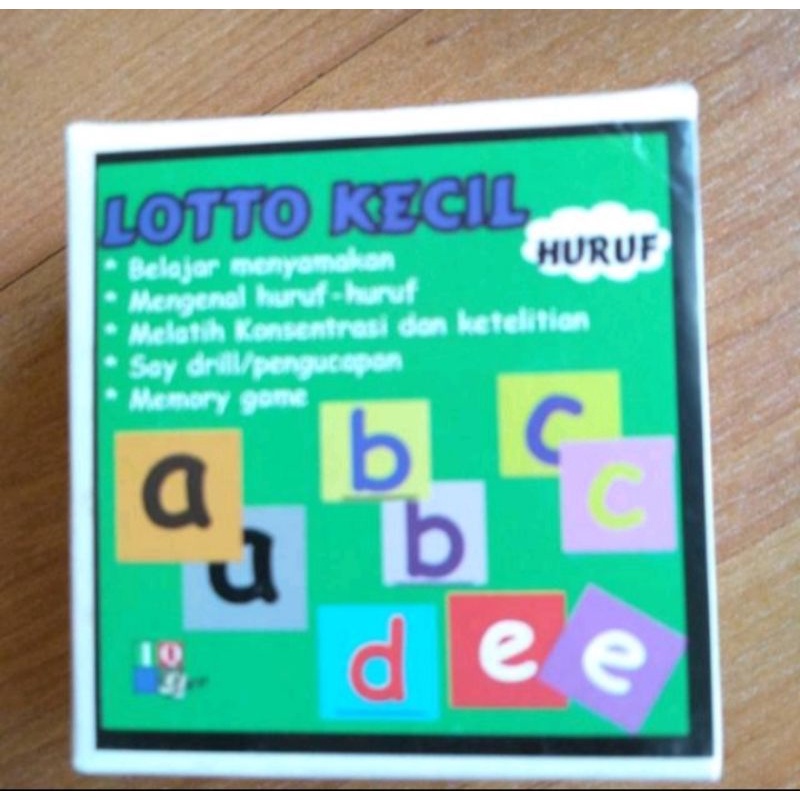 LOTTO KECIL
HURUF
* Belajar menyamakan
* Mengenal huruf-huruf
* Melatih Konsentrasi dan ketelitian
* Say drill/pengucapan
* Memory game
a b c
a b c
d e e